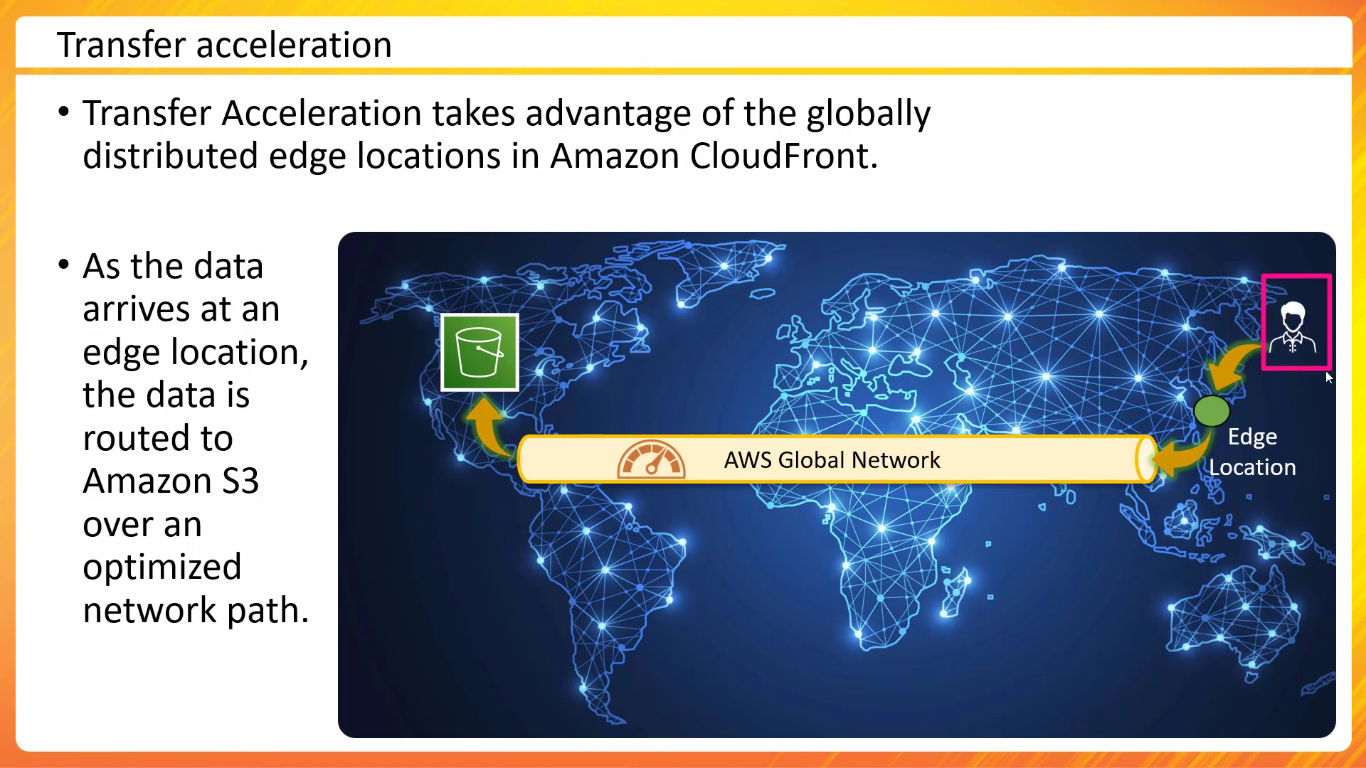 Transfer acceleration
• Transfer Acceleration takes advantage of the globally
distributed edge locations in Amazon CloudFront.
• As the data
arrives at an
edge location,
the data is
routed to
Amazon S3
over an
optimized
network path.
AWS Global Network
Edge
Location